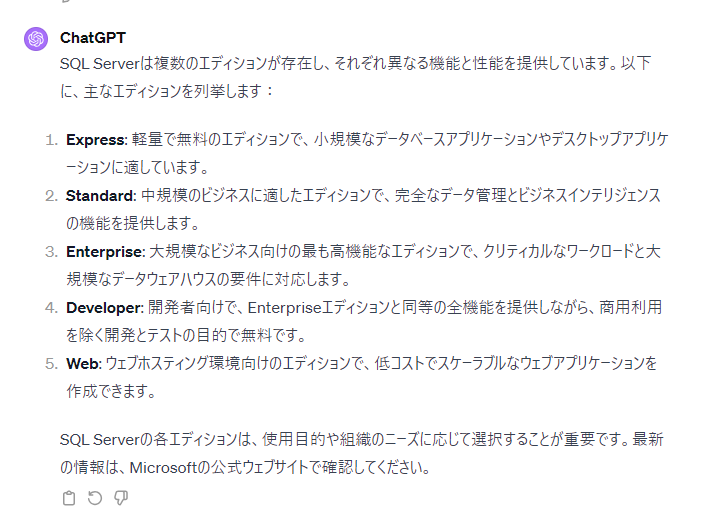 ChatGPT
SQL Serverは複数のエディションが存在し、それぞれ異なる機能と性能を提供しています。以下
に、主なエディションを列挙します：
1. Express: 軽量で無料のエディションで、小規模なデータベースアプリケーションやデスクトップアプリケ
ーションに適しています。
2. Standard: 中規模のビジネスに適したエディションで、完全なデータ管理とビジネスインテリジェンス
の機能を提供します。
3. Enterprise: 大規模なビジネス向けの最も高機能なエディションで、クリティカルなワークロードと大
規模なデータウェアハウスの要件に対応します。
4. Developer: 開発者向けで、Enterpriseエディションと同等の全機能を提供しながら、商用利用
を除く開発とテストの目的で無料です。
5. Web: ウェブホスティング環境向けのエディションで、低コストでスケーラブルなウェブアプリケーションを
作成できます。
SQL Serverの各エディションは、使用目的や組織のニーズに応じて選択することが重要です。最新
の情報は、Microsoftの公式ウェブサイトで確認してください。